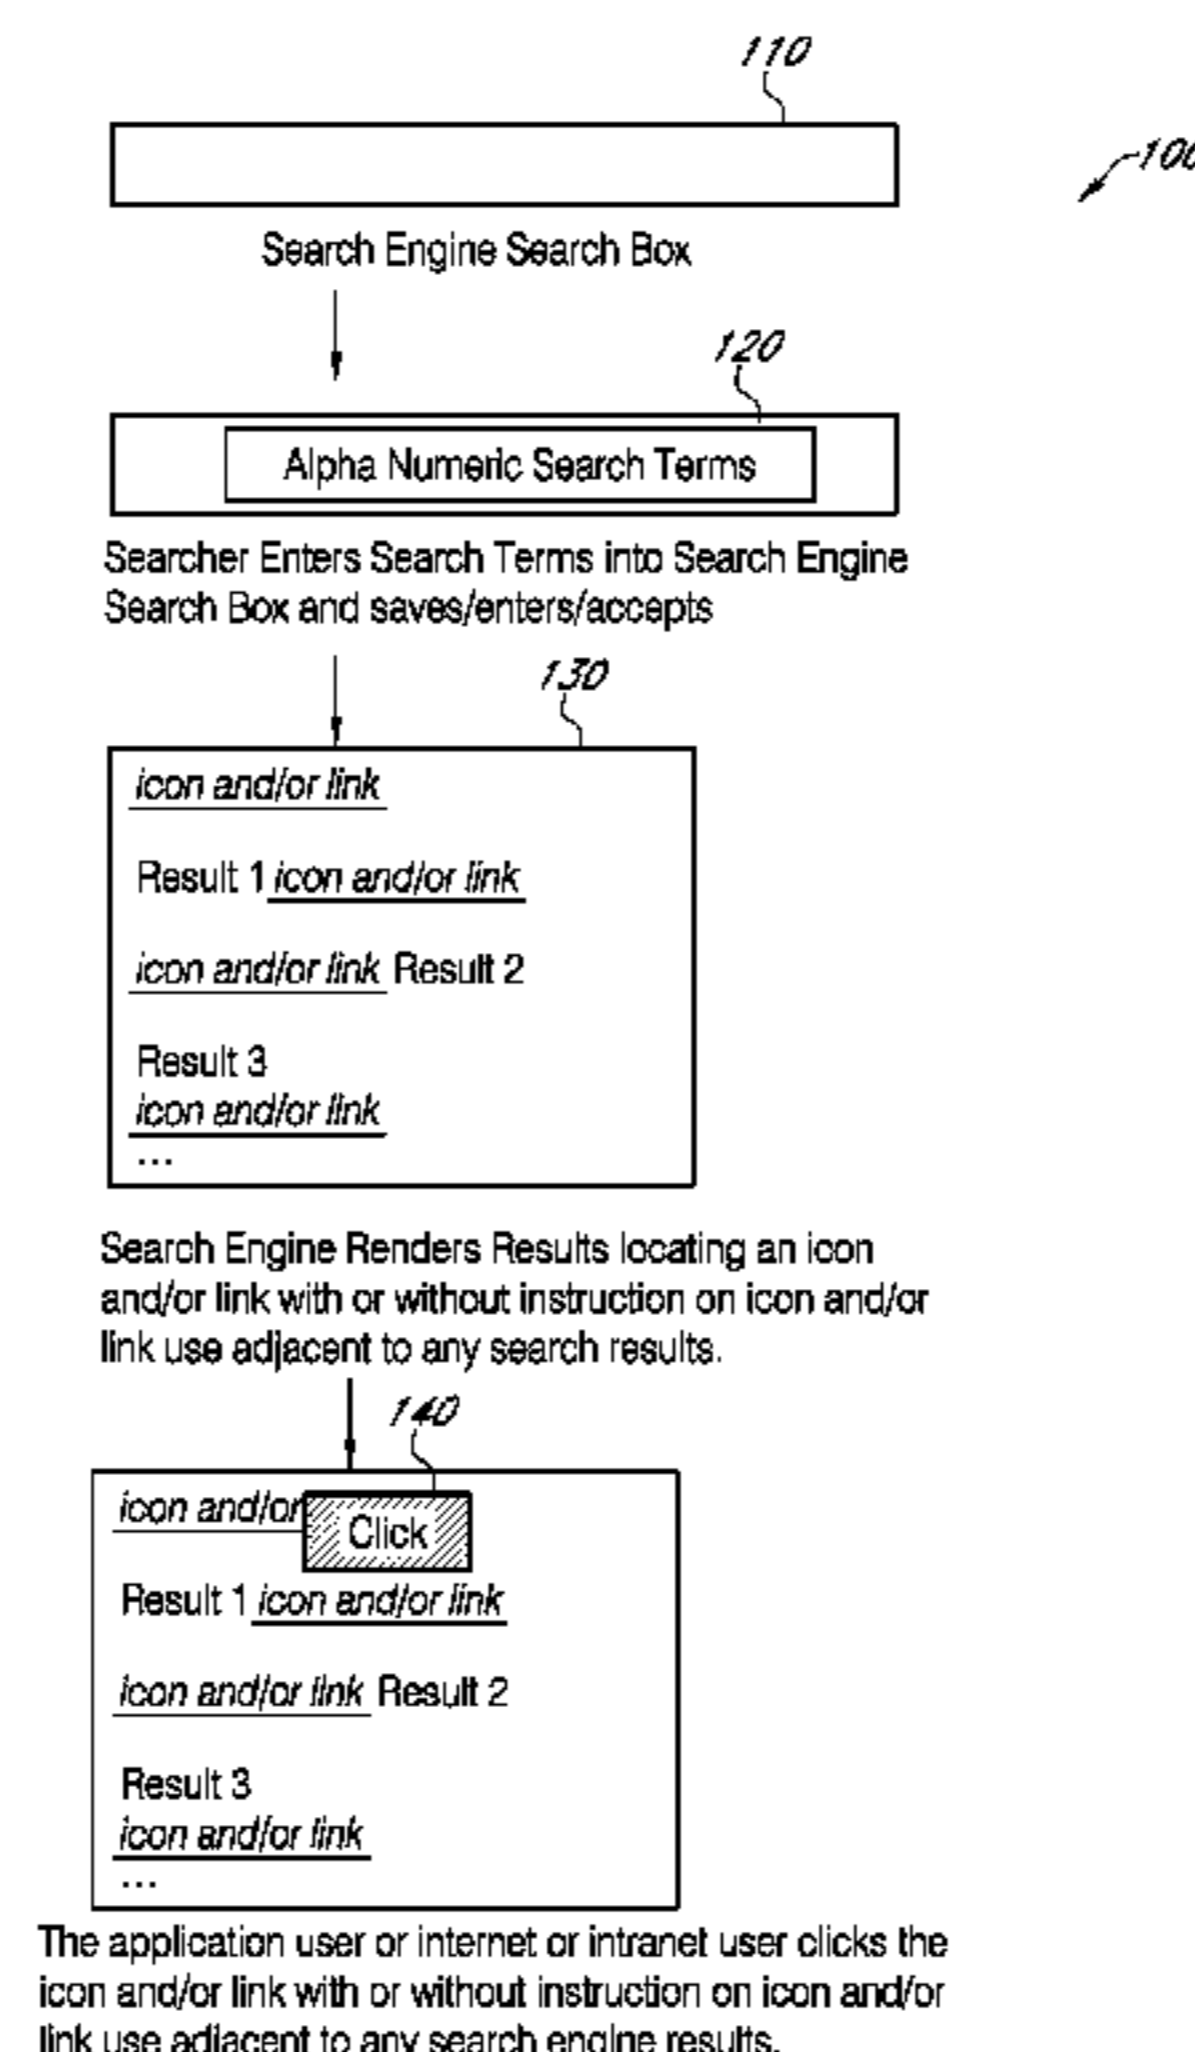 110
100
Search Engine Search Box
120
Alpha Numeric Search Terms
Searcher Enters Search Terms into Search Engine
Search Box and saves/enters/accepts
130
icon and/or link
Result 1 icon and/or link
icon and/or link Result 2
Result 3
icon and/or link
...
Search Engine Renders Results locating an icon
and/or link with or without instruction on icon and/or
link use adjacent to any search results.
140
icon and/or Click
Result 1 icon and/or link
icon and/or link Result 2
Result 3
icon and/or link
...
The application user or internet or intranet user clicks the
icon and/or link with or without instruction on icon and/or
link use adjacent to any search engine results.